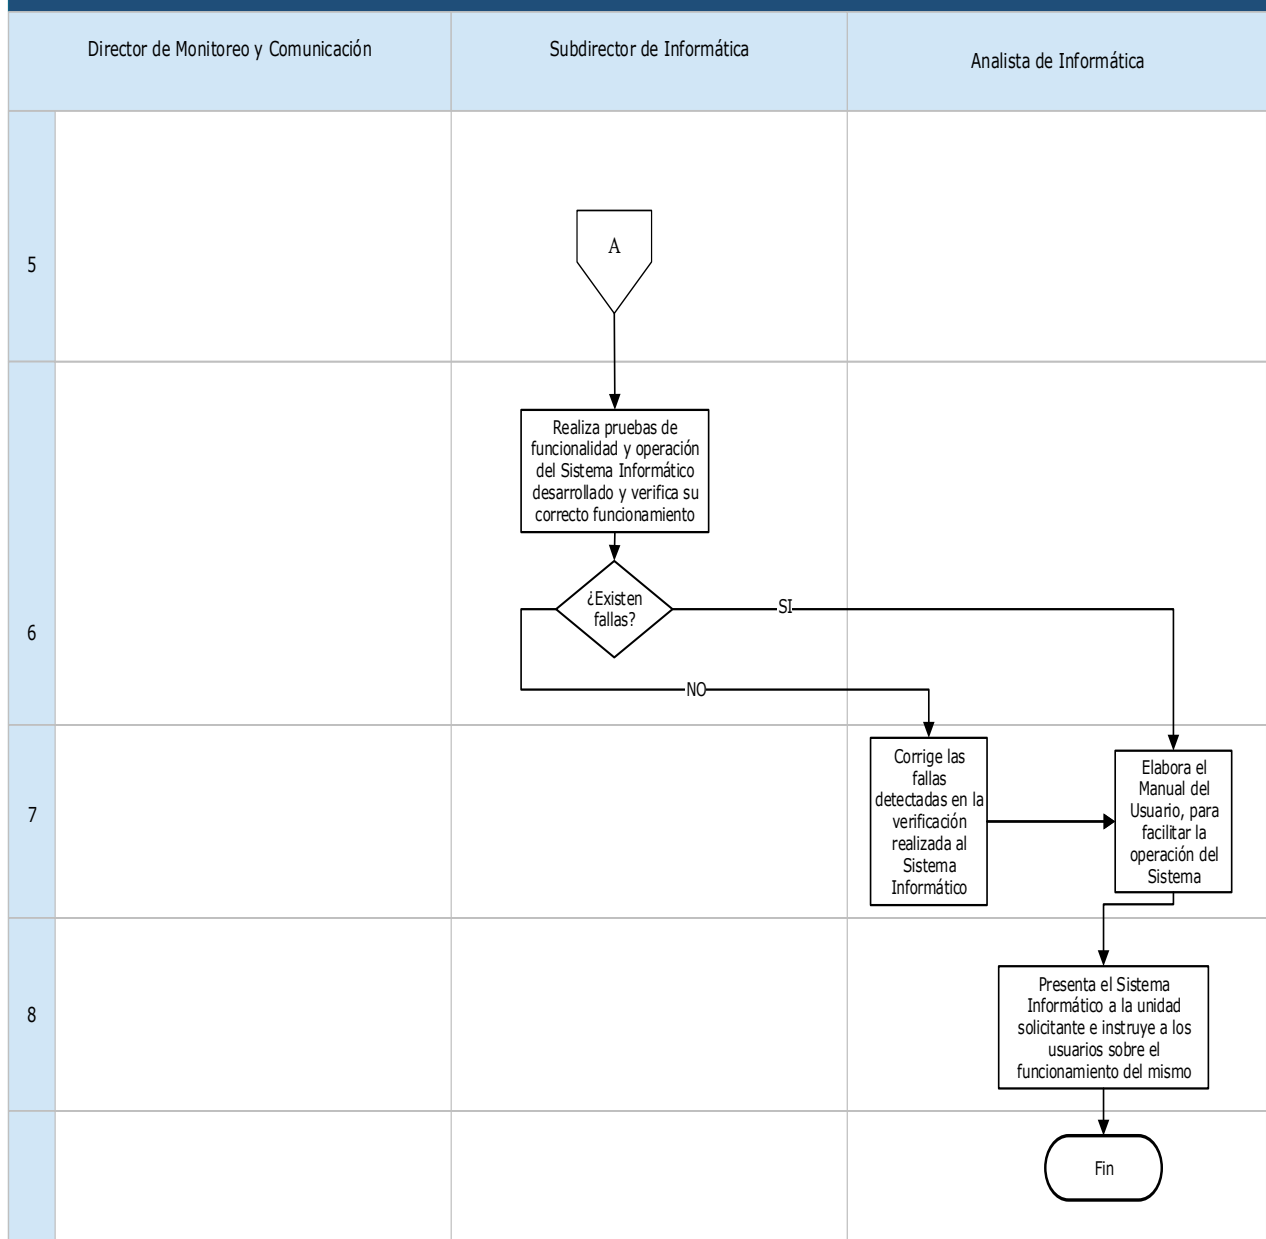 Director de Monitoreo y Comunicación
Subdirector de Informática
Analista de Informática
5
A
6
Realiza pruebas de
funcionalidad y operación
del Sistema Informático
desarrollado y verifica su
correcto funcionamiento
¿Existen
fallas?
SI
NO
7
Corrige las
fallas
detectadas en la
verificación
realizada al
Sistema
Informático
Elabora el
Manual del
Usuario, para
facilitar la
operación del
Sistema
8
Presenta el Sistema
Informático a la unidad
solicitante e instruye a los
usuarios sobre el
funcionamiento del mismo
Fin